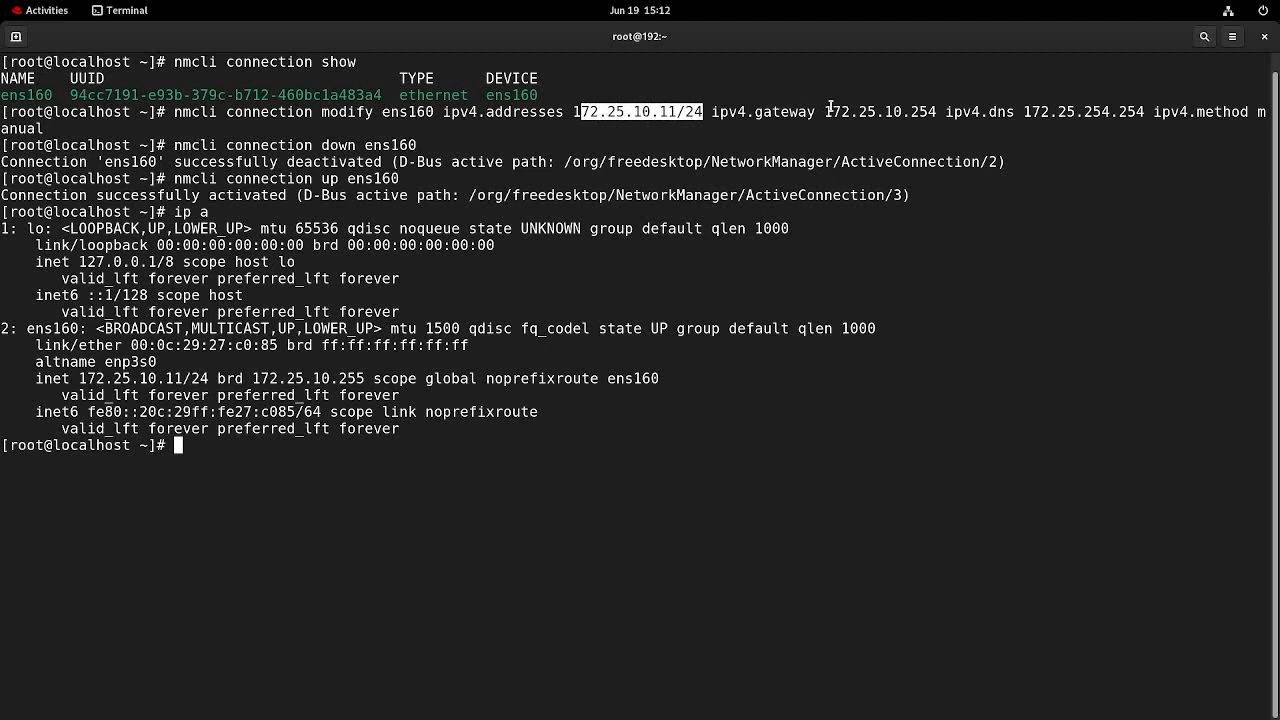 Activities Terminal Jun 19 15:12
root@192:~
[root@localhost ~]# nmcli connection show
NAME UUID TYPE DEVICE
ens160 94cc7191-e93b-379c-b712-460bc1a483a4 ethernet ens160
[root@localhost ~]# nmcli connection modify ens160 ipv4.addresses 172.25.10.11/24 ipv4.gateway 172.25.10.254 ipv4.dns 172.25.254.254 ipv4.method m
anual
[root@localhost ~]# nmcli connection down ens160
Connection 'ens160' successfully deactivated (D-Bus active path: /org/freedesktop/NetworkManager/ActiveConnection/2)
[root@localhost ~]# nmcli connection up ens160
Connection successfully activated (D-Bus active path: /org/freedesktop/NetworkManager/ActiveConnection/3)
[root@localhost ~]# ip a
1: lo: <LOOPBACK,UP,LOWER_UP> mtu 65536 qdisc noqueue state UNKNOWN group default qlen 1000
    link/loopback 00:00:00:00:00:00 brd 00:00:00:00:00:00
    inet 127.0.0.1/8 scope host lo
       valid_lft forever preferred_lft forever
    inet6 ::1/128 scope host
       valid_lft forever preferred_lft forever
2: ens160: <BROADCAST,MULTICAST,UP,LOWER_UP> mtu 1500 qdisc fq_codel state UP group default qlen 1000
    link/ether 00:0c:29:27:c0:85 brd ff:ff:ff:ff:ff:ff
    altname enp3s0
    inet 172.25.10.11/24 brd 172.25.10.255 scope global noprefixroute ens160
       valid_lft forever preferred_lft forever
    inet6 fe80::20c:29ff:fe27:c085/64 scope link noprefixroute
       valid_lft forever preferred_lft forever
[root@localhost ~]#